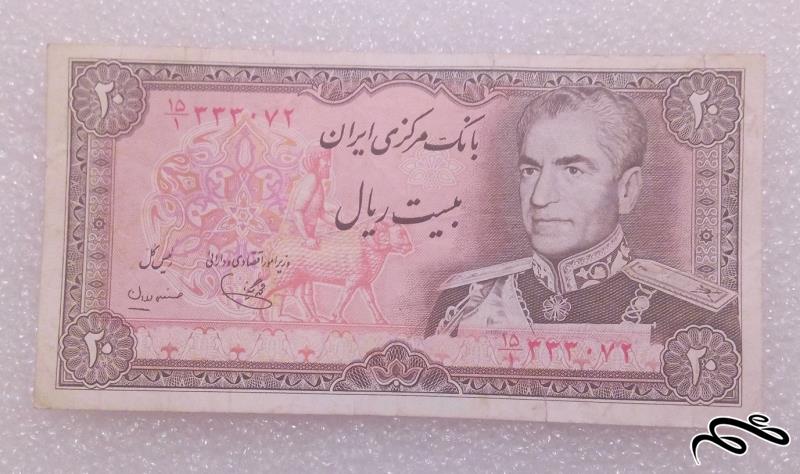 ۲۰
۱۵/۱ ۳۳۳۰۷۲
۲۰
بانک مرکزی ایران
بیست ریال
وزیر امور اقتصادی و دارائی
رئیس کل
۱۵/۱ ۳۳۳۰۷۲
۲۰
۲۰